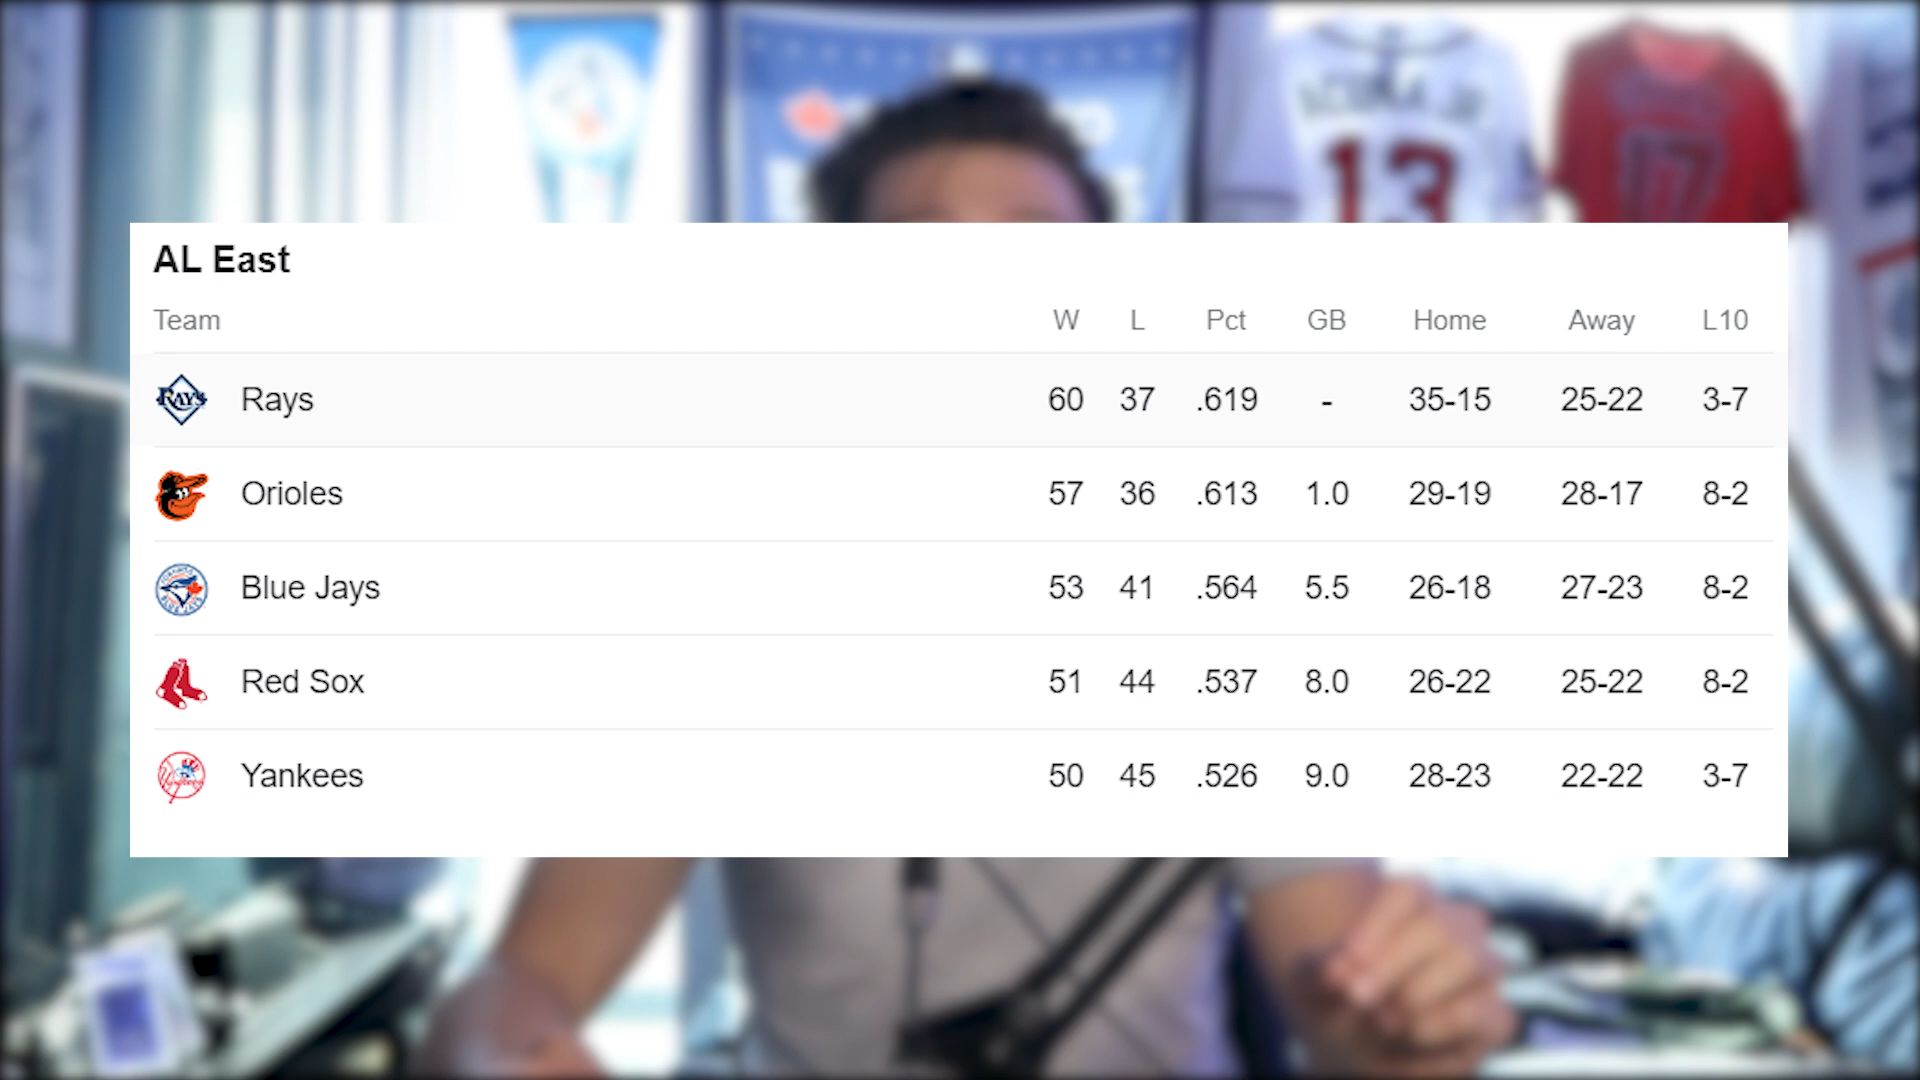 AL East
Team W L Pct GB Home Away L10
RAYS Rays 60 37 .619 - 35-15 25-22 3-7
Orioles 57 36 .613 1.0 29-19 28-17 8-2
Blue Jays 53 41 .564 5.5 26-18 27-23 8-2
Red Sox 51 44 .537 8.0 26-22 25-22 8-2
Yankees 50 45 .526 9.0 28-23 22-22 3-7
13
17